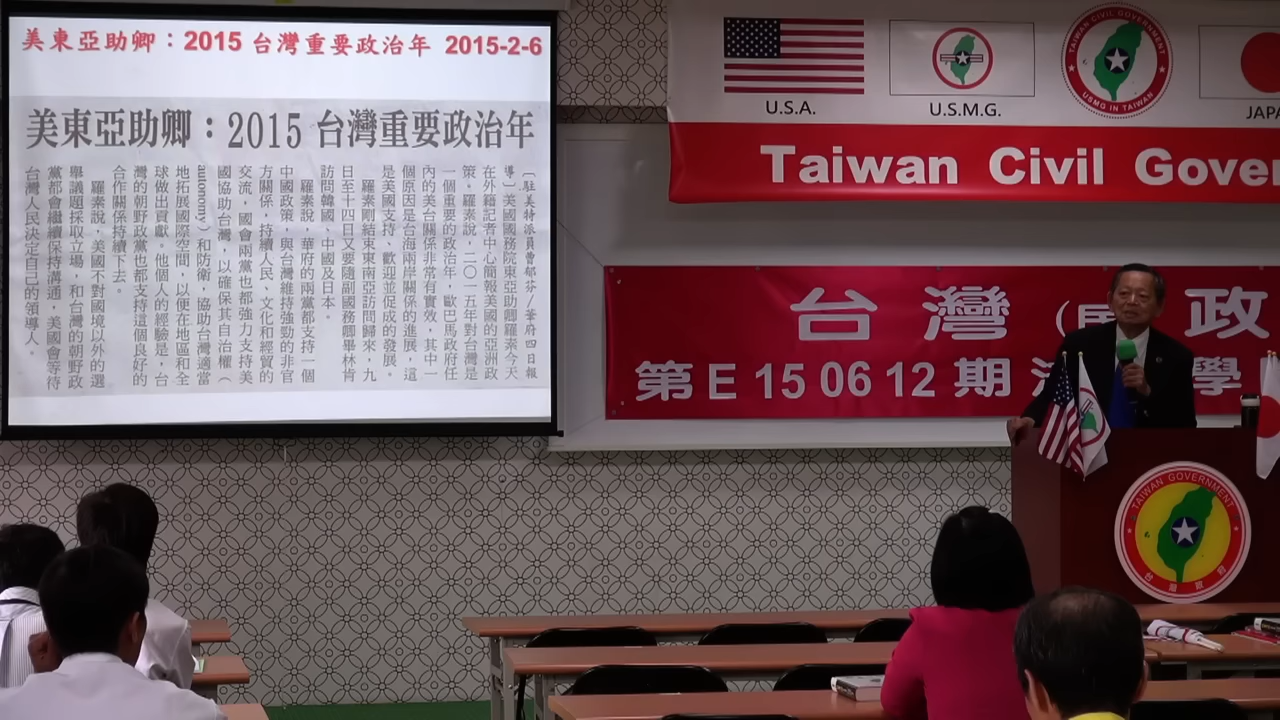 美東亞助卿：2015 台灣重要政治年 2015-2-6
美東亞助卿：2015 台灣重要政治年
〔駐美特派員曹郁芬／華府四日報
導〕美國國務院東亞助卿羅素今天
在外籍記者中心簡報美國的亞洲政
策。羅素說，二〇一五年對台灣是
一個重要的政治年，歐巴馬政府任
內的美台關係非常有實效，其中一
個原因是台海兩岸關係的進展，這
是美國支持、歡迎並促成的發展。
羅素剛結束東南亞訪問歸來，九
日至十四日又要隨副國務卿畢林肯
訪問韓國、中國及日本。
羅素說，華府的兩黨都支持一個
中國政策，與台灣維持強勁的非官
方關係，持續人民、文化和經貿的
交流，國會兩黨也都強力支持美
國協助台灣，以確保其自治權（
autonomy）和防衛，協助台灣適當
地拓展國際空間，以便在地區和全
球做出貢獻。他個人的經驗是，台
灣的朝野政黨也都支持這個良好的
合作關係持續下去。
羅素說，美國不對國境以外的選
舉議題採取立場，和台灣的朝野政
黨都會繼續保持溝通，美國會等待
台灣人民決定自己的領導人。
U.S.A.
U.S.M.G.
TAIWAN CIVIL GOVERNMENT
USMG IN TAIWAN
JAPA
Taiwan Civil Gover
台灣（民 政
第E 15 06 12 期 學
TAIWAN GOVERNMENT
台灣政府